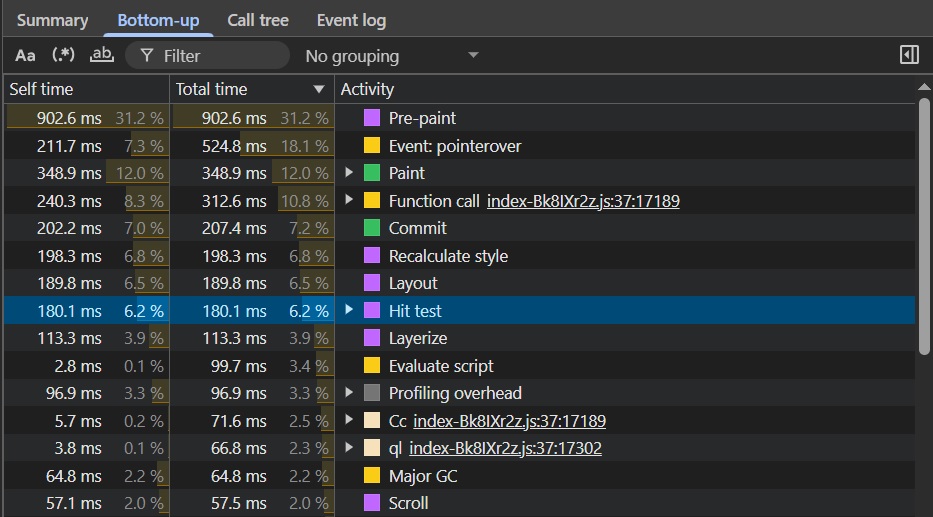 Summary Bottom-up Call tree Event log
Aa (.*) ab Filter No grouping
Self time Total time Activity
902.6 ms 31.2 % 902.6 ms 31.2 % Pre-paint
211.7 ms 7.3 % 524.8 ms 18.1 % Event: pointerover
348.9 ms 12.0 % 348.9 ms 12.0 % Paint
240.3 ms 8.3 % 312.6 ms 10.8 % Function call index-Bk8IXr2z.js:37:17189
202.2 ms 7.0 % 207.4 ms 7.2 % Commit
198.3 ms 6.8 % 198.3 ms 6.8 % Recalculate style
189.8 ms 6.5 % 189.8 ms 6.5 % Layout
180.1 ms 6.2 % 180.1 ms 6.2 % Hit test
113.3 ms 3.9 % 113.3 ms 3.9 % Layerize
2.8 ms 0.1 % 99.7 ms 3.4 % Evaluate script
96.9 ms 3.3 % 96.9 ms 3.3 % Profiling overhead
5.7 ms 0.2 % 71.6 ms 2.5 % Cc index-Bk8IXr2z.js:37:17189
3.8 ms 0.1 % 66.8 ms 2.3 % ql index-Bk8IXr2z.js:37:17302
64.8 ms 2.2 % 64.8 ms 2.2 % Major GC
57.1 ms 2.0 % 57.5 ms 2.0 % Scroll